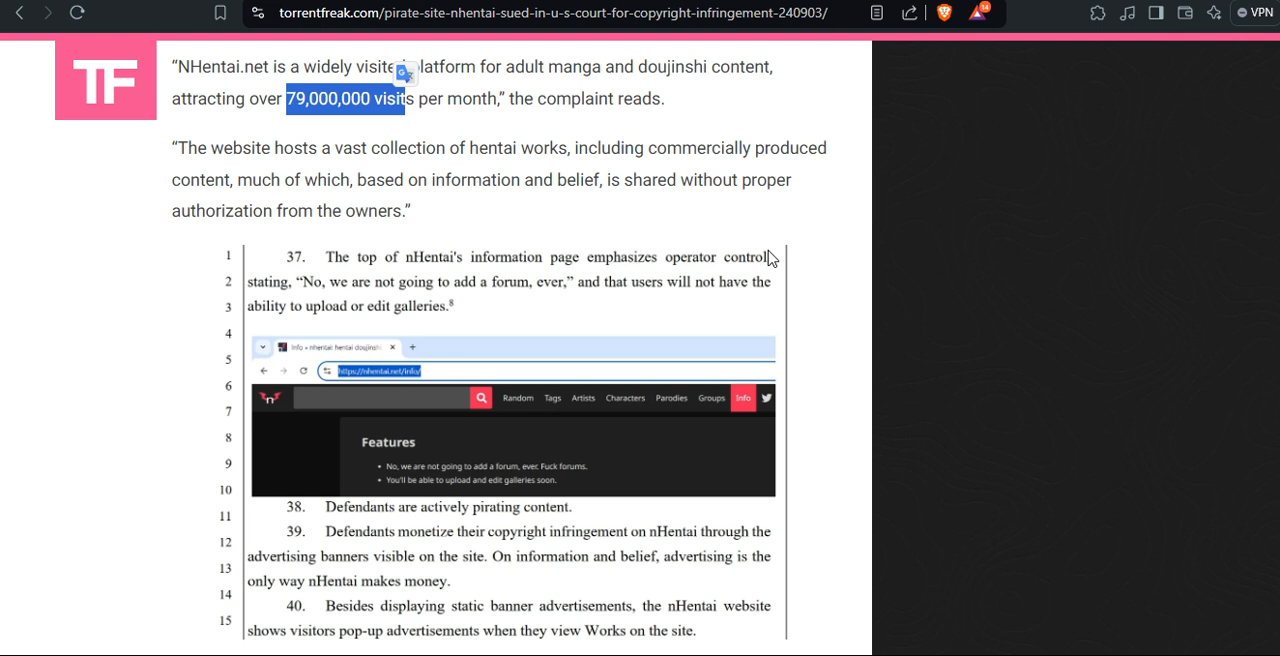 torrentfreak.com/pirate-site-nhentai-sued-in-u-s-court-for-copyright-infringement-240903/
14
VPN
TF
“NHentai.net is a widely visited platform for adult manga and doujinshi content,
attracting over 79,000,000 visits per month,” the complaint reads.
“The website hosts a vast collection of hentai works, including commercially produced
content, much of which, based on information and belief, is shared without proper
authorization from the owners.”
1 37. The top of nHentai's information page emphasizes operator control,
2 stating, “No, we are not going to add a forum, ever,” and that users will not have the
3 ability to upload or edit galleries.⁸
4
5 Info » nhentai: hentai doujinshi
https://nhentai.net/info/
6
7 n Random Tags Artists Characters Parodies Groups Info
8 Features
9 No, we are not going to add a forum, ever. Fuck forums.
10 You'll be able to upload and edit galleries soon.
11 38. Defendants are actively pirating content.
12 39. Defendants monetize their copyright infringement on nHentai through the
13 advertising banners visible on the site. On information and belief, advertising is the
only way nHentai makes money.
14 40. Besides displaying static banner advertisements, the nHentai website
15 shows visitors pop-up advertisements when they view Works on the site.